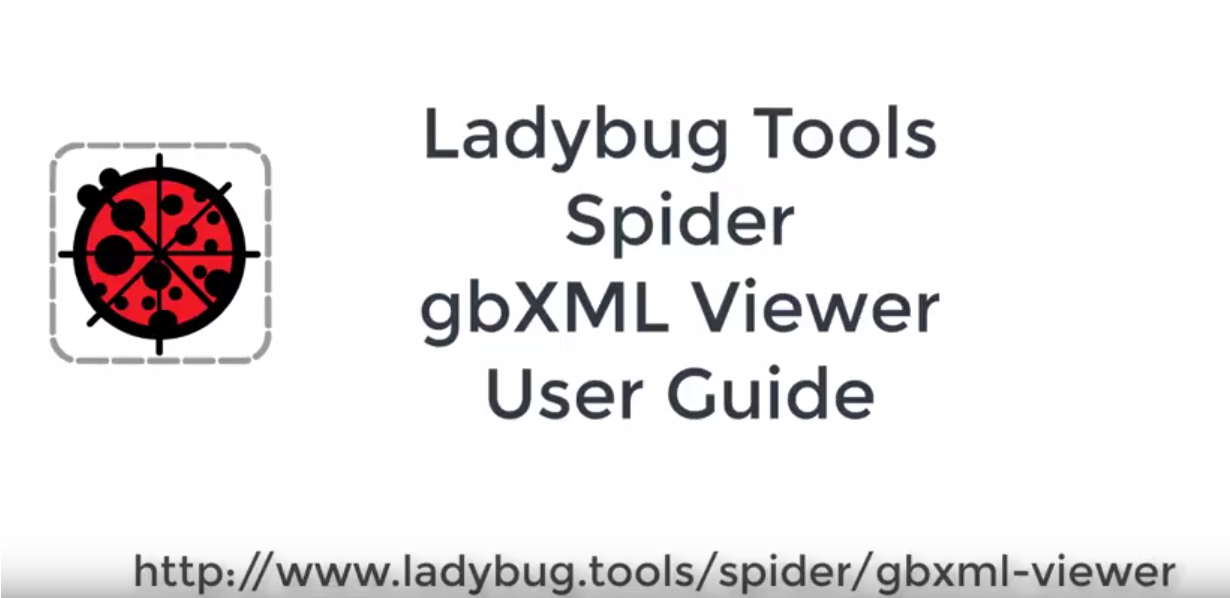 Ladybug Tools
Spider
gbXML Viewer
User Guide
http://www.ladybug.tools/spider/gbxml-viewer